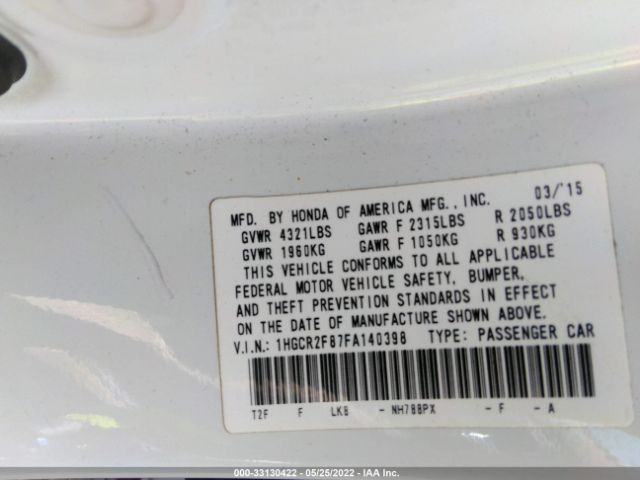 03/'15
MFD. BY HONDA OF AMERICA MFG., INC.
GVWR 4321LBS GAWR F 2315LBS R 2050LBS
GVWR 1960KG GAWR F 1050KG R 930KG
THIS VEHICLE CONFORMS TO ALL APPLICABLE
FEDERAL MOTOR VEHICLE SAFETY, BUMPER,
AND THEFT PREVENTION STANDARDS IN EFFECT
ON THE DATE OF MANUFACTURE SHOWN ABOVE.
V.I.N.: 1HGCR2F87FA140398 TYPE: PASSENGER CAR
T2F F LKB - NH788PX - F - A
000-33130422 - 05/25/2022 - IAA Inc.